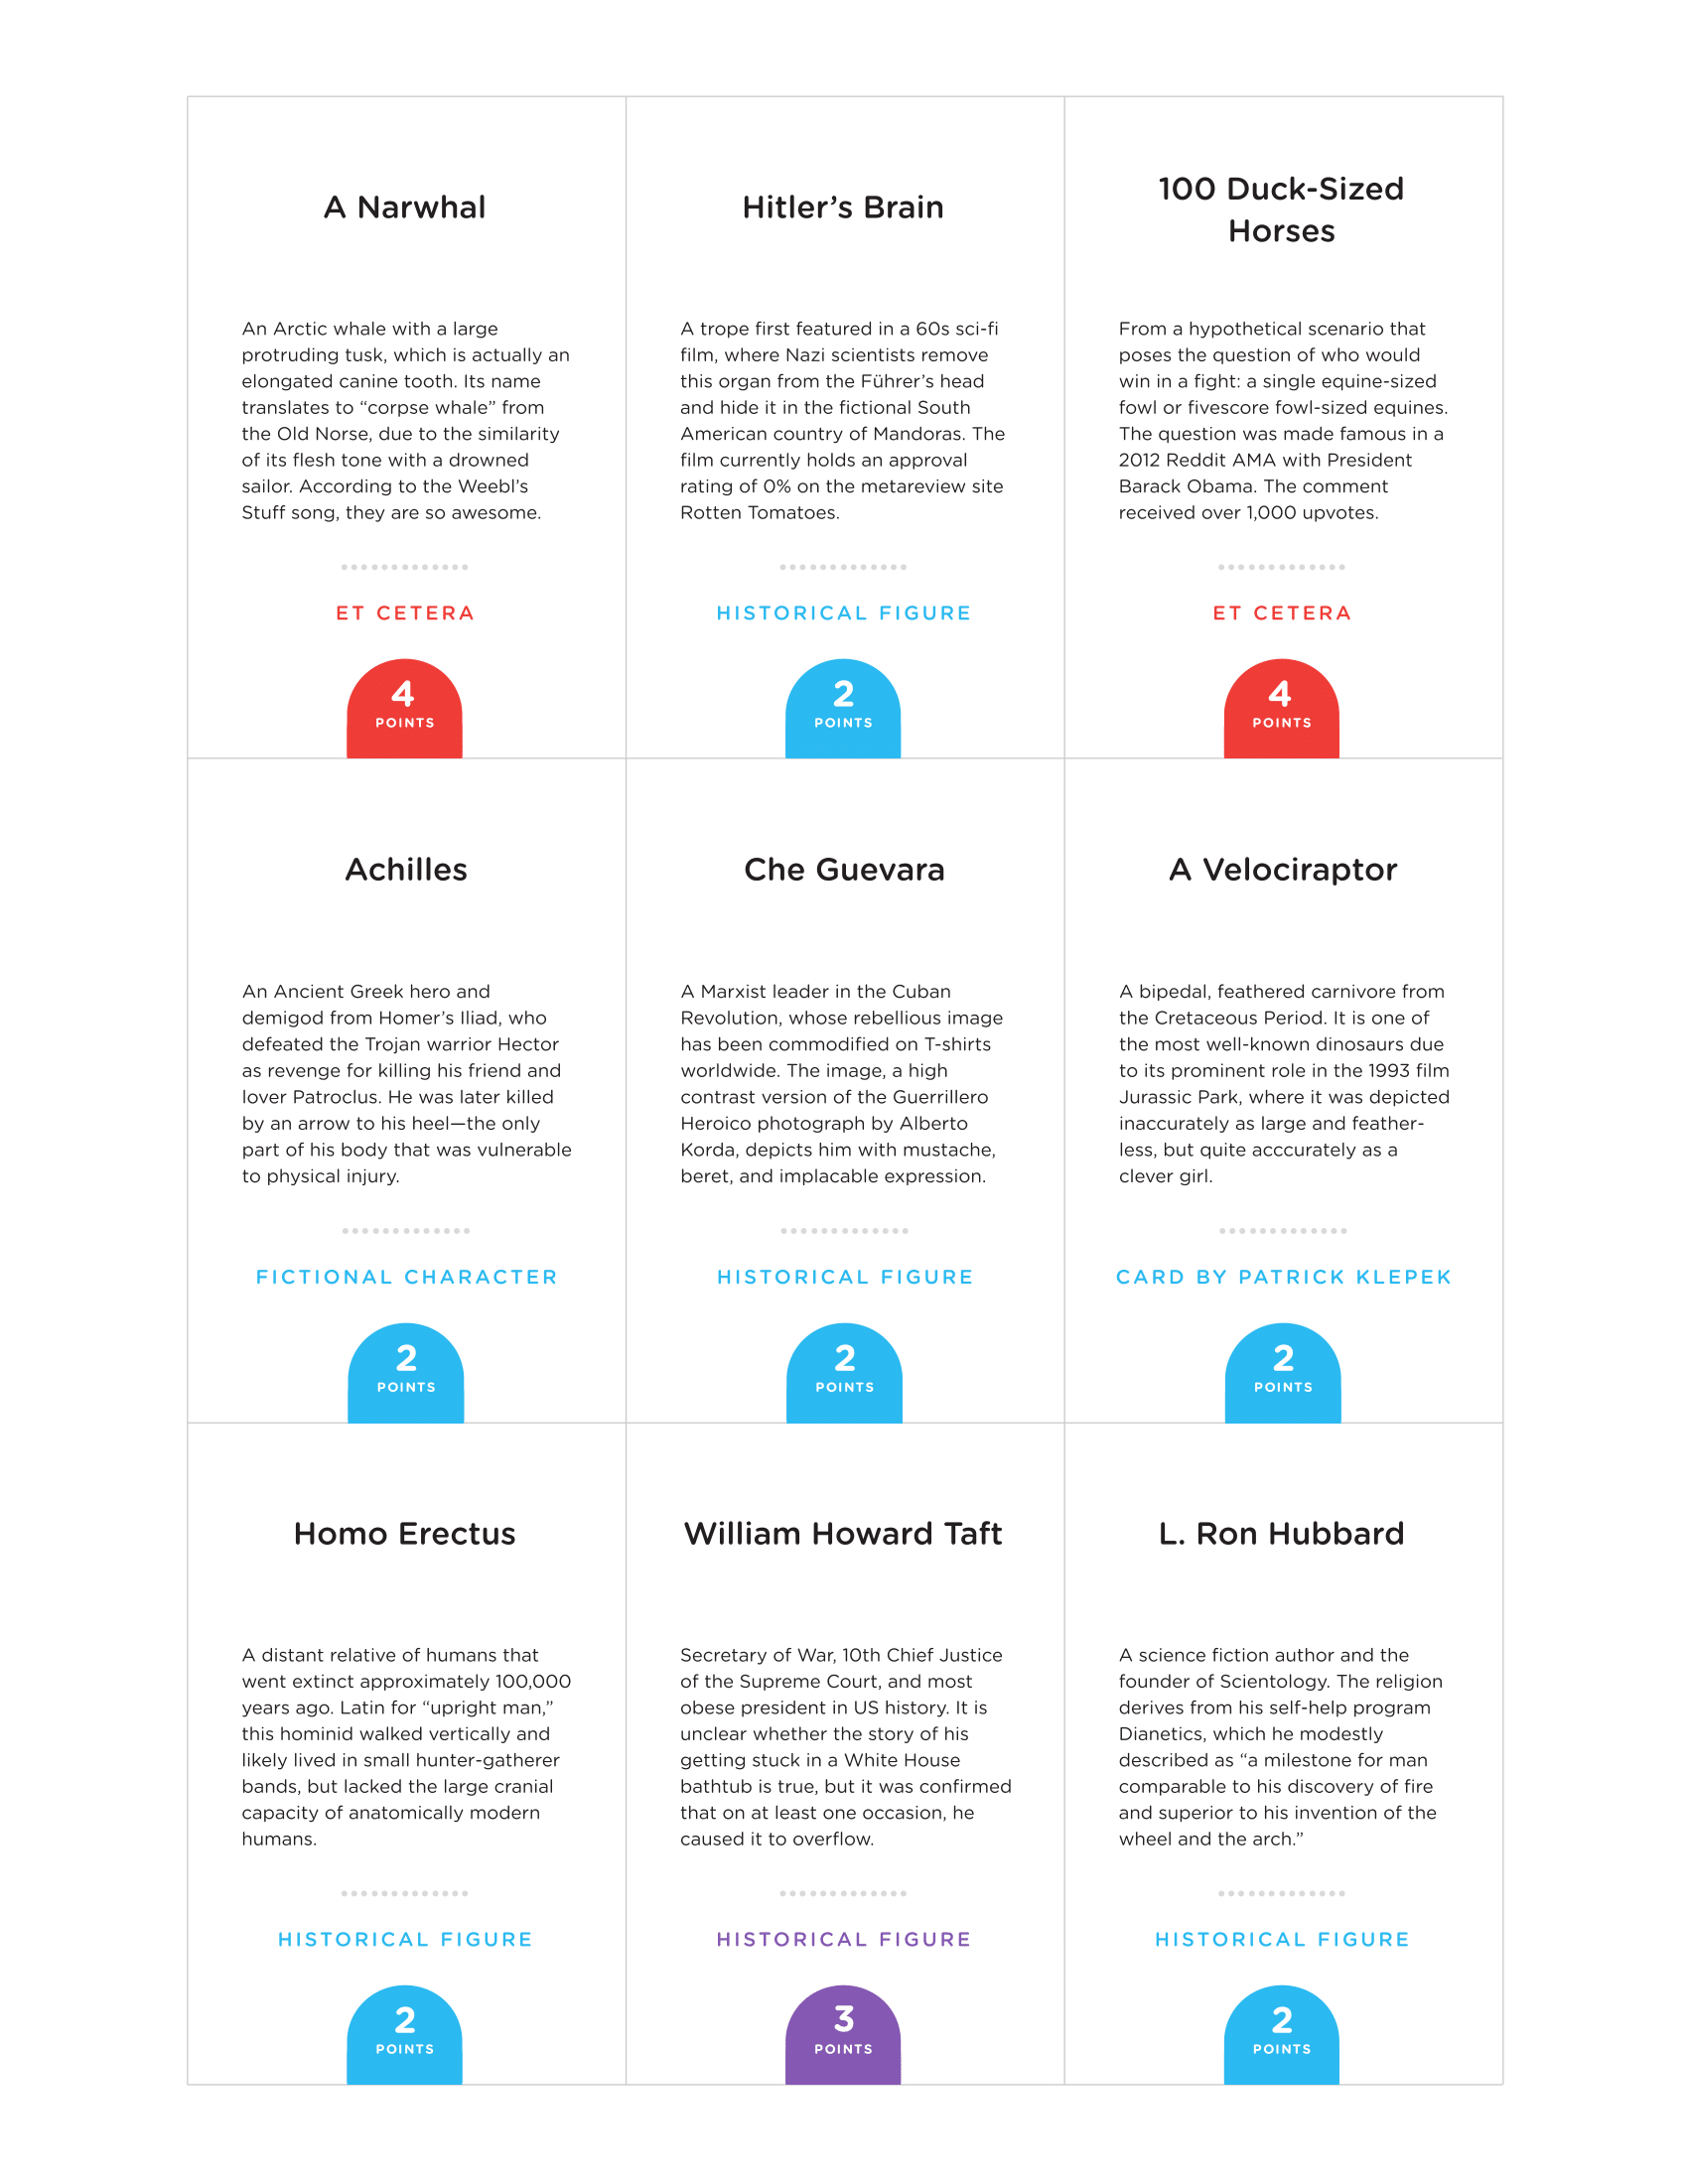 A Narwhal
An Arctic whale with a large
protruding tusk, which is actually an
elongated canine tooth. Its name
translates to “corpse whale” from
the Old Norse, due to the similarity
of its flesh tone with a drowned
sailor. According to the Weebl’s
Stuff song, they are so awesome.
ET CETERA
4
POINTS
Hitler’s Brain
A trope first featured in a 60s sci-fi
film, where Nazi scientists remove
this organ from the Führer’s head
and hide it in the fictional South
American country of Mandoras. The
film currently holds an approval
rating of 0% on the metareview site
Rotten Tomatoes.
HISTORICAL FIGURE
2
POINTS
100 Duck-Sized
Horses
From a hypothetical scenario that
poses the question of who would
win in a fight: a single equine-sized
fowl or fivescore fowl-sized equines.
The question was made famous in a
2012 Reddit AMA with President
Barack Obama. The comment
received over 1,000 upvotes.
ET CETERA
4
POINTS
Achilles
An Ancient Greek hero and
demigod from Homer’s Iliad, who
defeated the Trojan warrior Hector
as revenge for killing his friend and
lover Patroclus. He was later killed
by an arrow to his heel—the only
part of his body that was vulnerable
to physical injury.
FICTIONAL CHARACTER
2
POINTS
Che Guevara
A Marxist leader in the Cuban
Revolution, whose rebellious image
has been commodified on T-shirts
worldwide. The image, a high
contrast version of the Guerrillero
Heroico photograph by Alberto
Korda, depicts him with mustache,
beret, and implacable expression.
HISTORICAL FIGURE
2
POINTS
A Velociraptor
A bipedal, feathered carnivore from
the Cretaceous Period. It is one of
the most well-known dinosaurs due
to its prominent role in the 1993 film
Jurassic Park, where it was depicted
inaccurately as large and feather-
less, but quite acccurately as a
clever girl.
CARD BY PATRICK KLEPEK
2
POINTS
Homo Erectus
A distant relative of humans that
went extinct approximately 100,000
years ago. Latin for “upright man,”
this hominid walked vertically and
likely lived in small hunter-gatherer
bands, but lacked the large cranial
capacity of anatomically modern
humans.
HISTORICAL FIGURE
2
POINTS
William Howard Taft
Secretary of War, 10th Chief Justice
of the Supreme Court, and most
obese president in US history. It is
unclear whether the story of his
getting stuck in a White House
bathtub is true, but it was confirmed
that on at least one occasion, he
caused it to overflow.
HISTORICAL FIGURE
3
POINTS
L. Ron Hubbard
A science fiction author and the
founder of Scientology. The religion
derives from his self-help program
Dianetics, which he modestly
described as “a milestone for man
comparable to his discovery of fire
and superior to his invention of the
wheel and the arch.”
HISTORICAL FIGURE
2
POINTS